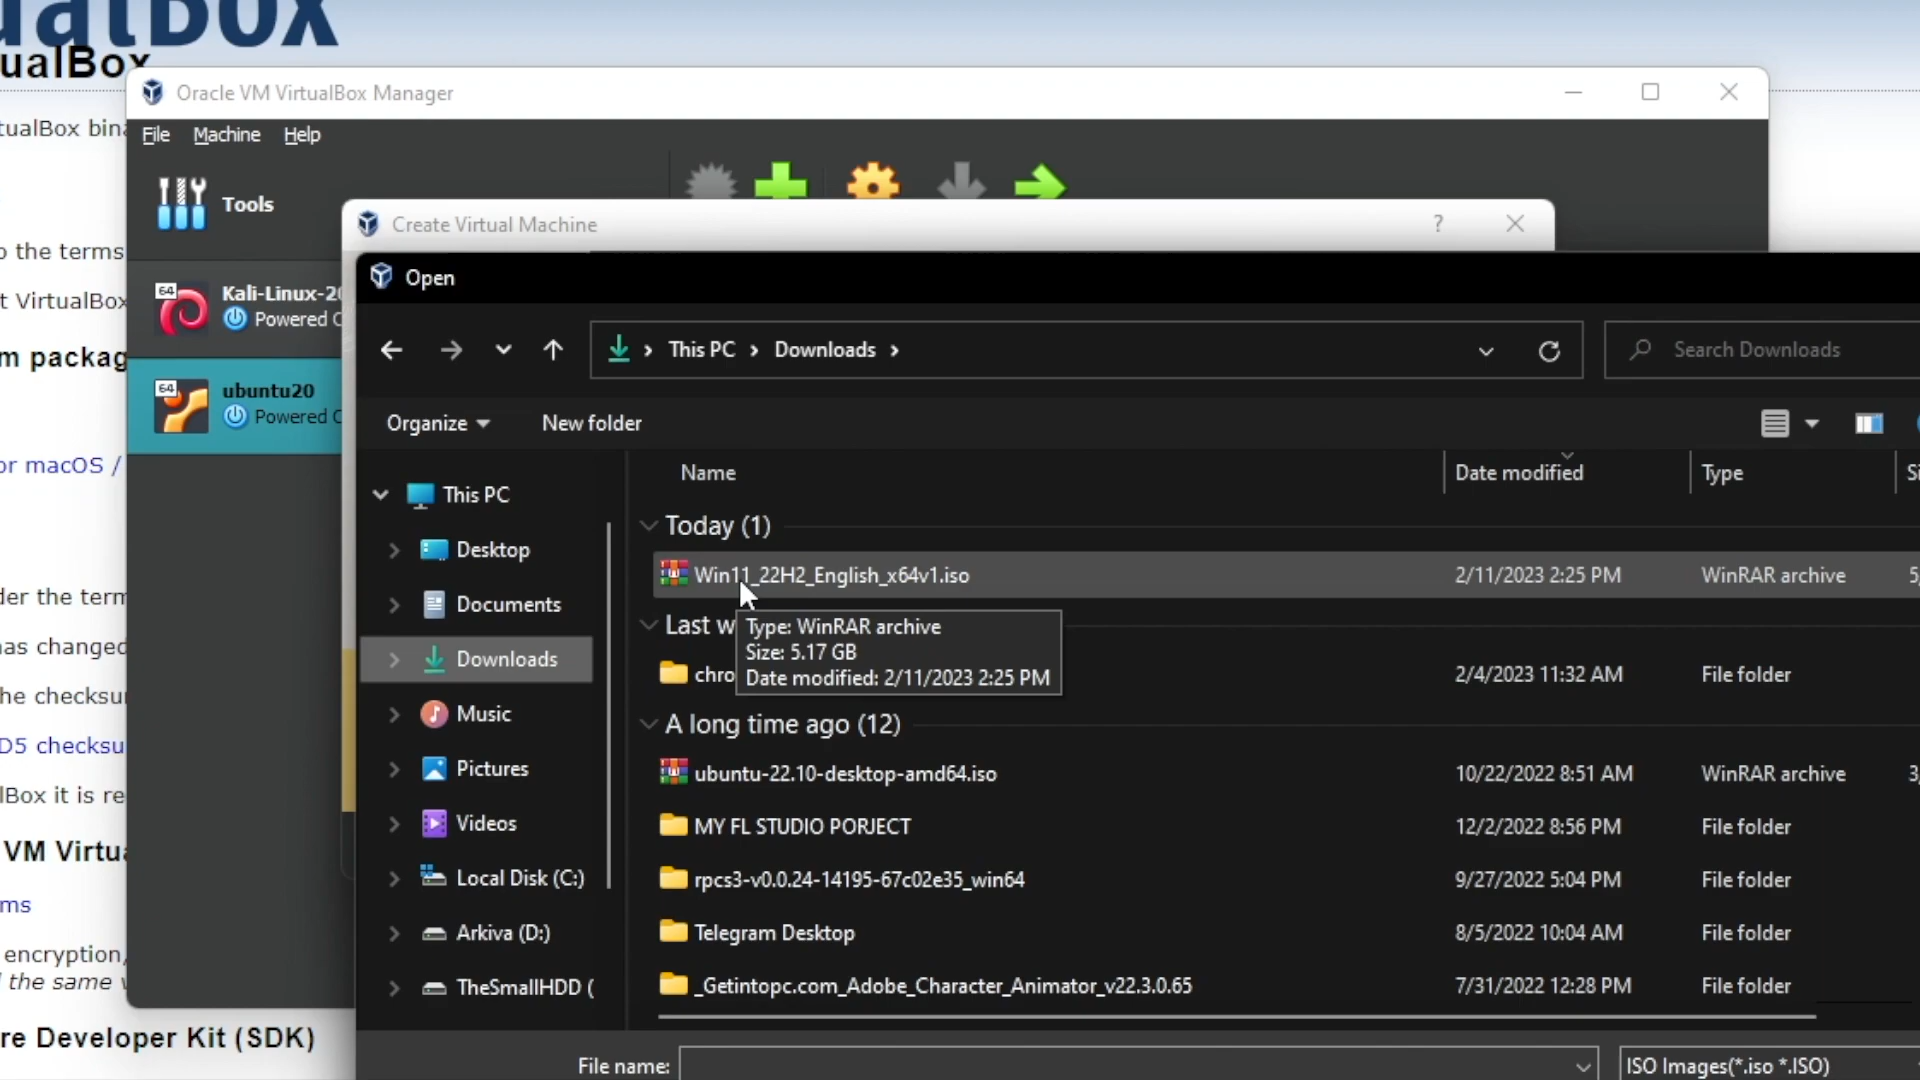 ualBox
ualBox
Oracle VM VirtualBox Manager
tualBox bina
File Machine Help
Tools
o the terms
Create Virtual Machine ?
64 Kali-Linux-20
Powered O
t VirtualBox
Open
This PC > Downloads >
Search Downloads
m packag
64 ubuntu20
Powered O
Organize New folder
or macOS /
Name Date modified Type Si
This PC
Today (1)
Desktop
Win11_22H2_English_x64v1.iso 2/11/2023 2:25 PM WinRAR archive 5,
der the term
Documents
Last w
Type: WinRAR archive
Size: 5.17 GB
Date modified: 2/11/2023 2:25 PM
as changed
Downloads
chro 2/4/2023 11:32 AM File folder
he checksu
Music
A long time ago (12)
D5 checksu
Pictures
ubuntu-22.10-desktop-amd64.iso 10/22/2022 8:51 AM WinRAR archive 3,
lBox it is re
Videos
MY FL STUDIO PORJECT 12/2/2022 8:56 PM File folder
VM Virtua
Local Disk (C:)
rpcs3-v0.0.24-14195-67c02e35_win64 9/27/2022 5:04 PM File folder
ms
Arkiva (D:)
Telegram Desktop 8/5/2022 10:04 AM File folder
encryption,
the same v
TheSmallHDD (
_Getintopc.com_Adobe_Character_Animator_v22.3.0.65 7/31/2022 12:28 PM File folder
re Developer Kit (SDK)
File name: ISO Images(*.iso *.ISO)